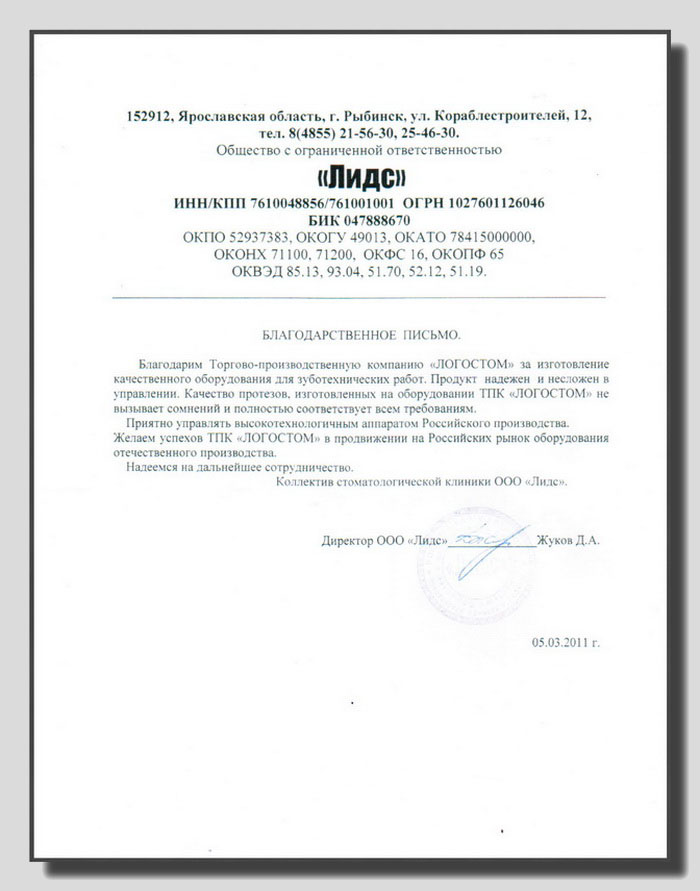 152912, Ярославская область, г. Рыбинск, ул. Кораблестроителей, 12,
тел. 8(4855) 21-56-30, 25-46-30.
Общество с ограниченной ответственностью
«Лидс»
ИНН/КПП 7610048856/761001001 ОГРН 1027601126046
БИК 047888670
ОКПО 52937383, ОКОГУ 49013, ОКАТО 78415000000,
ОКОНХ 71100, 71200, ОКФС 16, ОКОПФ 65
ОКВЭД 85.13, 93.04, 51.70, 52.12, 51.19.
БЛАГОДАРСТВЕННОЕ ПИСЬМО.
Благодарим Торгово-производственную компанию «ЛОГОСТОМ» за изготовление
качественного оборудования для зуботехнических работ. Продукт надежен и несложен в
управлении. Качество протезов, изготовленных на оборудовании ТПК «ЛОГОСТОМ» не
вызывает сомнений и полностью соответствует всем требованиям.
Приятно управлять высокотехнологичным аппаратом Российского производства.
Желаем успехов ТПК «ЛОГОСТОМ» в продвижении на Российских рынок оборудования
отечественного производства.
Надеемся на дальнейшее сотрудничество.
Коллектив стоматологической клиники ООО «Лидс».
Директор ООО «Лидс»______________Жуков Д.А.
05.03.2011 г.